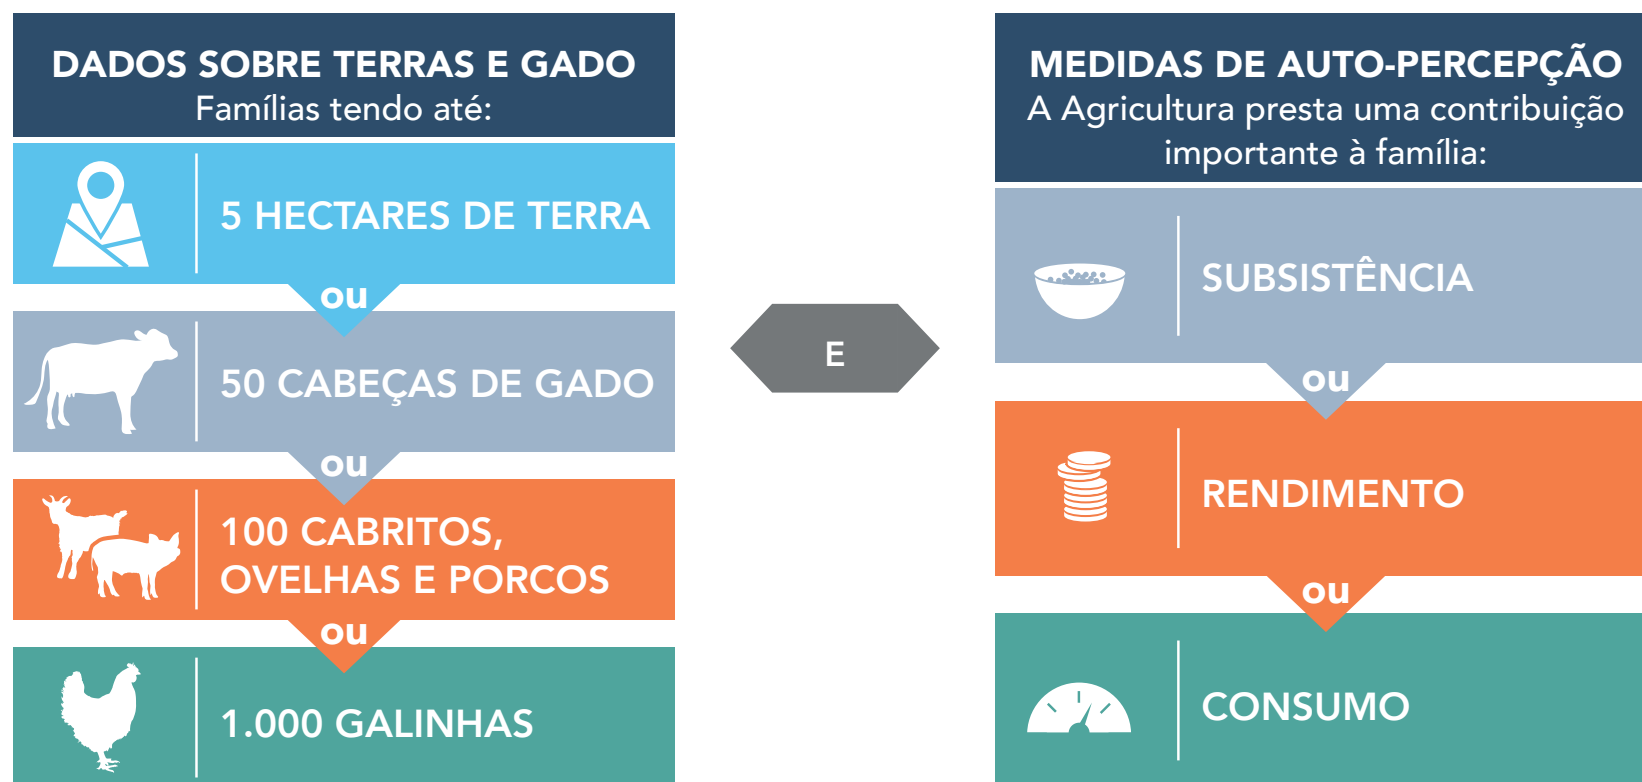 DADOS SOBRE TERRAS E GADO
Famílias tendo até:
5 HECTARES DE TERRA
ou
50 CABEÇAS DE GADO
ou
100 CABRITOS,
OVELHAS E PORCOS
ou
1.000 GALINHAS
E
MEDIDAS DE AUTO-PERCEPÇÃO
A Agricultura presta uma contribuição
importante à família:
SUBSISTÊNCIA
ou
RENDIMENTO
ou
CONSUMO